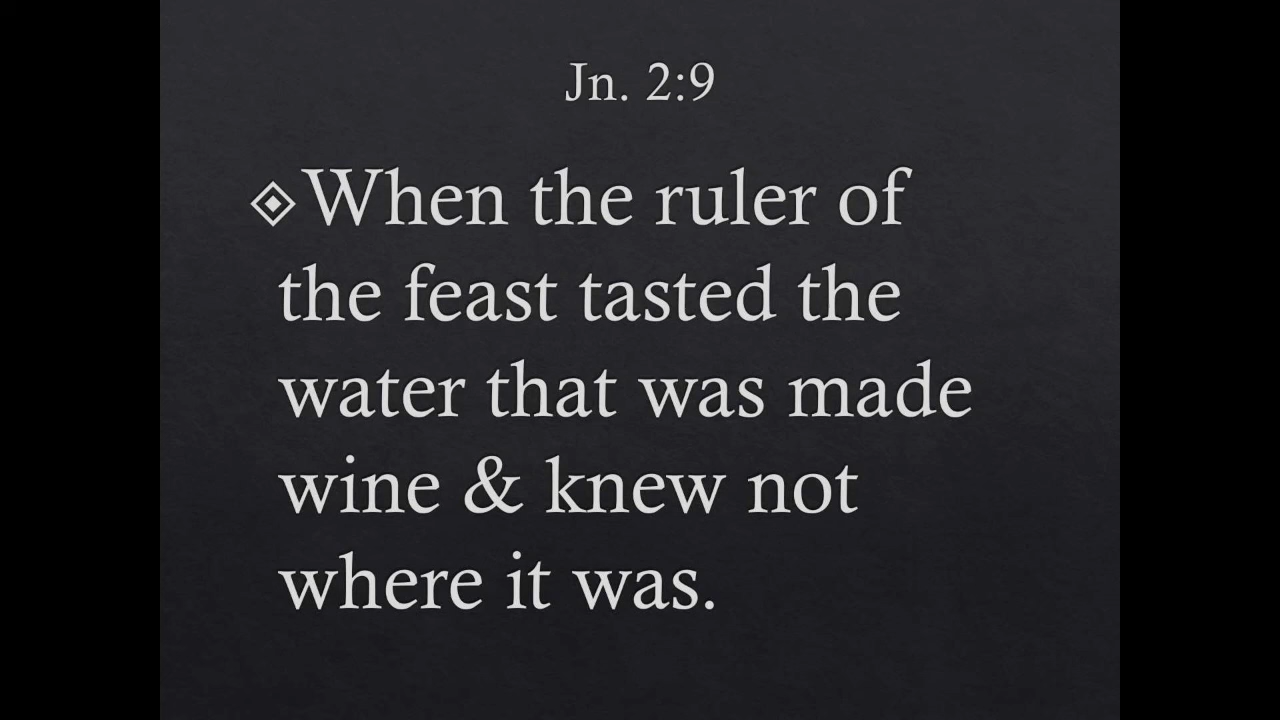 Jn. 2:9
When the ruler of
the feast tasted the
water that was made
wine & knew not
where it was.